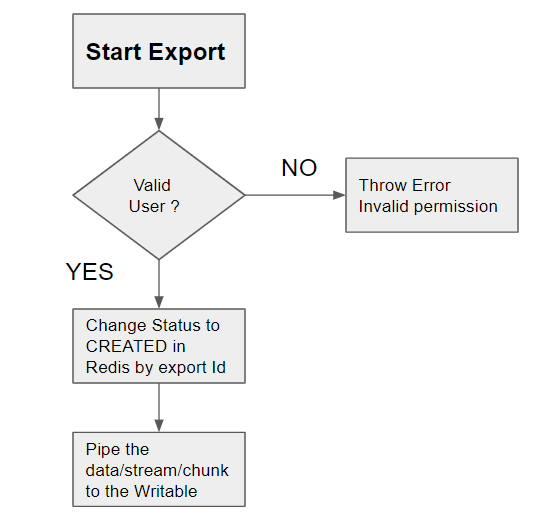 Start Export
Valid
User ?
NO
Throw Error
Invalid permission
YES
Change Status to
CREATED in
Redis by export Id
Pipe the
data/stream/chunk
to the Writable